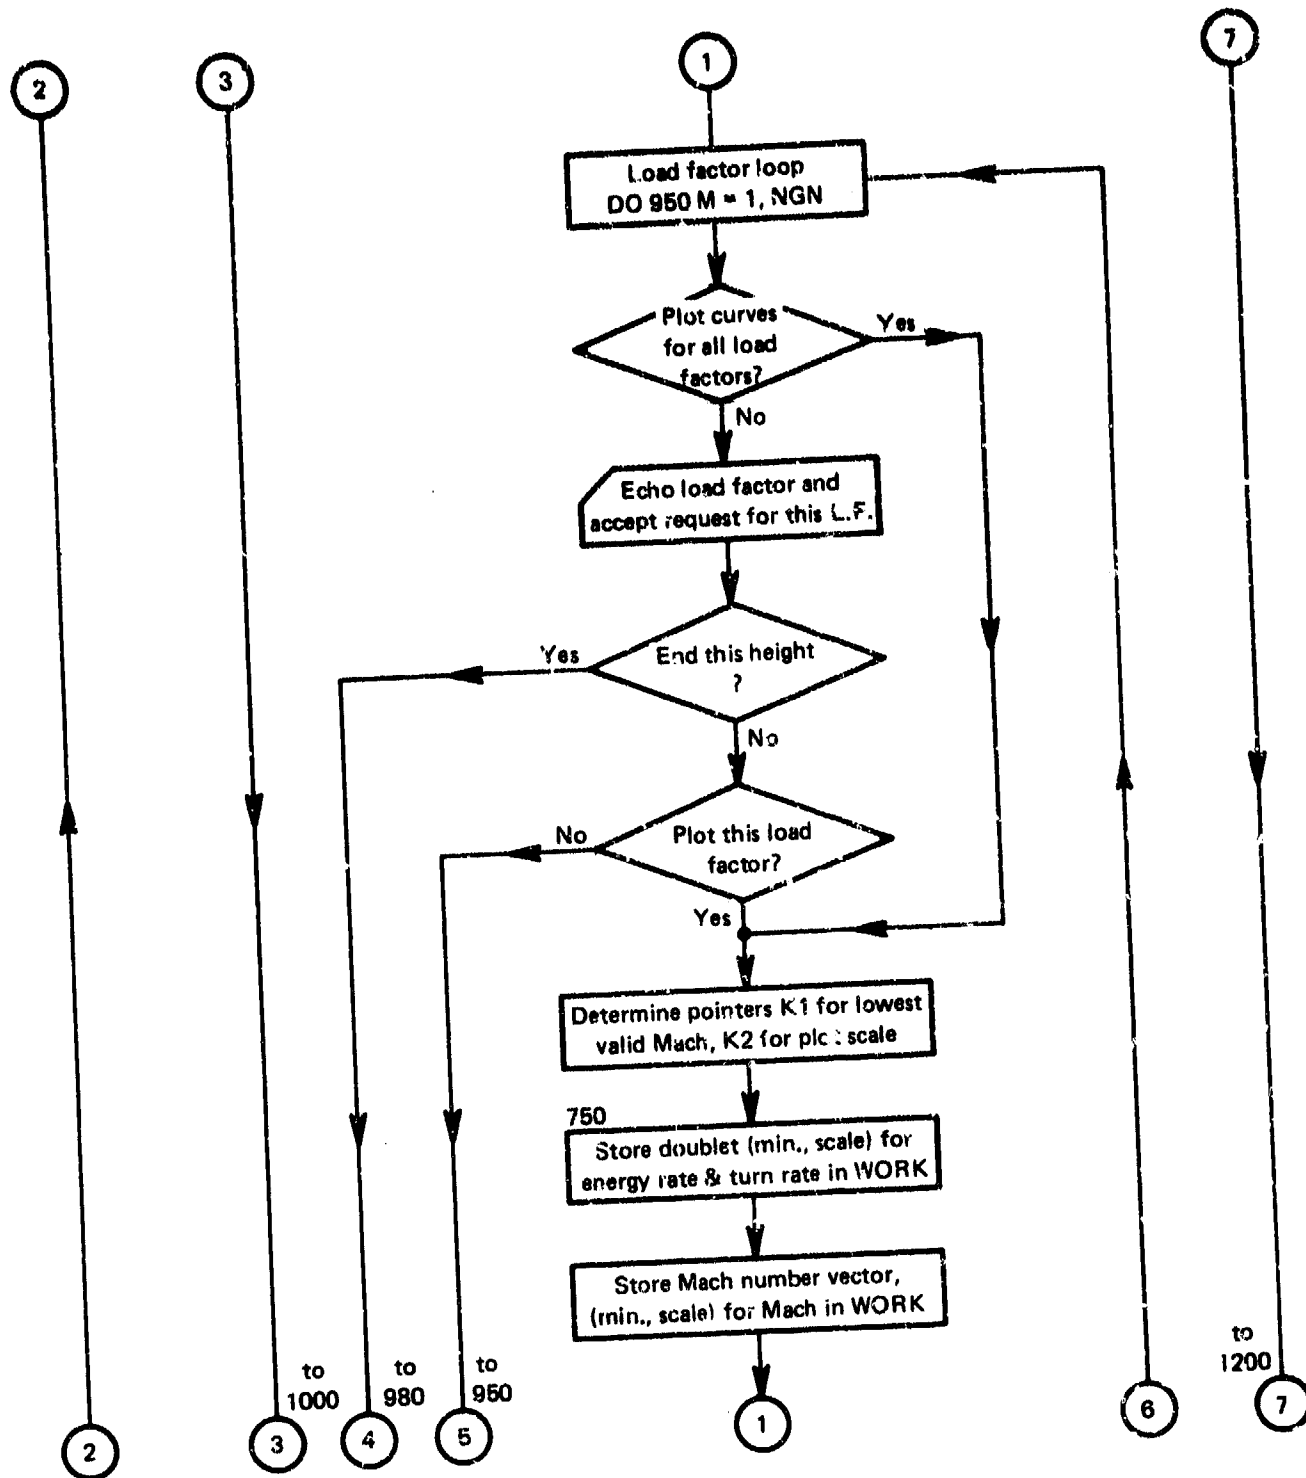 2
3
1
7
Load factor loop
DO 950 M = 1, NGN
Plot curves
for all load
factors?
Yes
No
Echo load factor and
accept request for this L.F.
Yes
End this height
?
No
No
Plot this load
factor?
Yes
Determine pointers K1 for lowest
valid Mach, K2 for plot scale
750
Store doublet (min., scale) for
energy rate & turn rate in WORK
Store Mach number vector,
(min., scale) for Mach in WORK
to
1000
to
980
to
950
to
1200
2
3
4
5
1
6
7